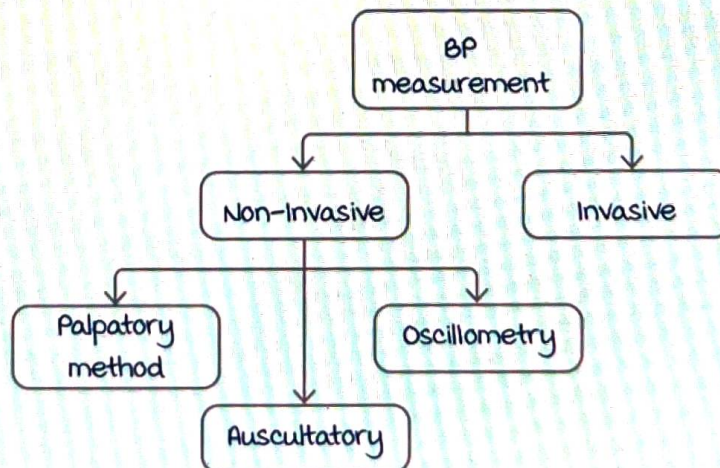 BP
measurement
Non-Invasive
Invasive
Palpatory
method
Oscillometry
Auscultatory